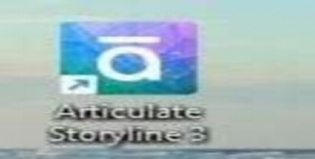 ā
Articulate
Storyline 3